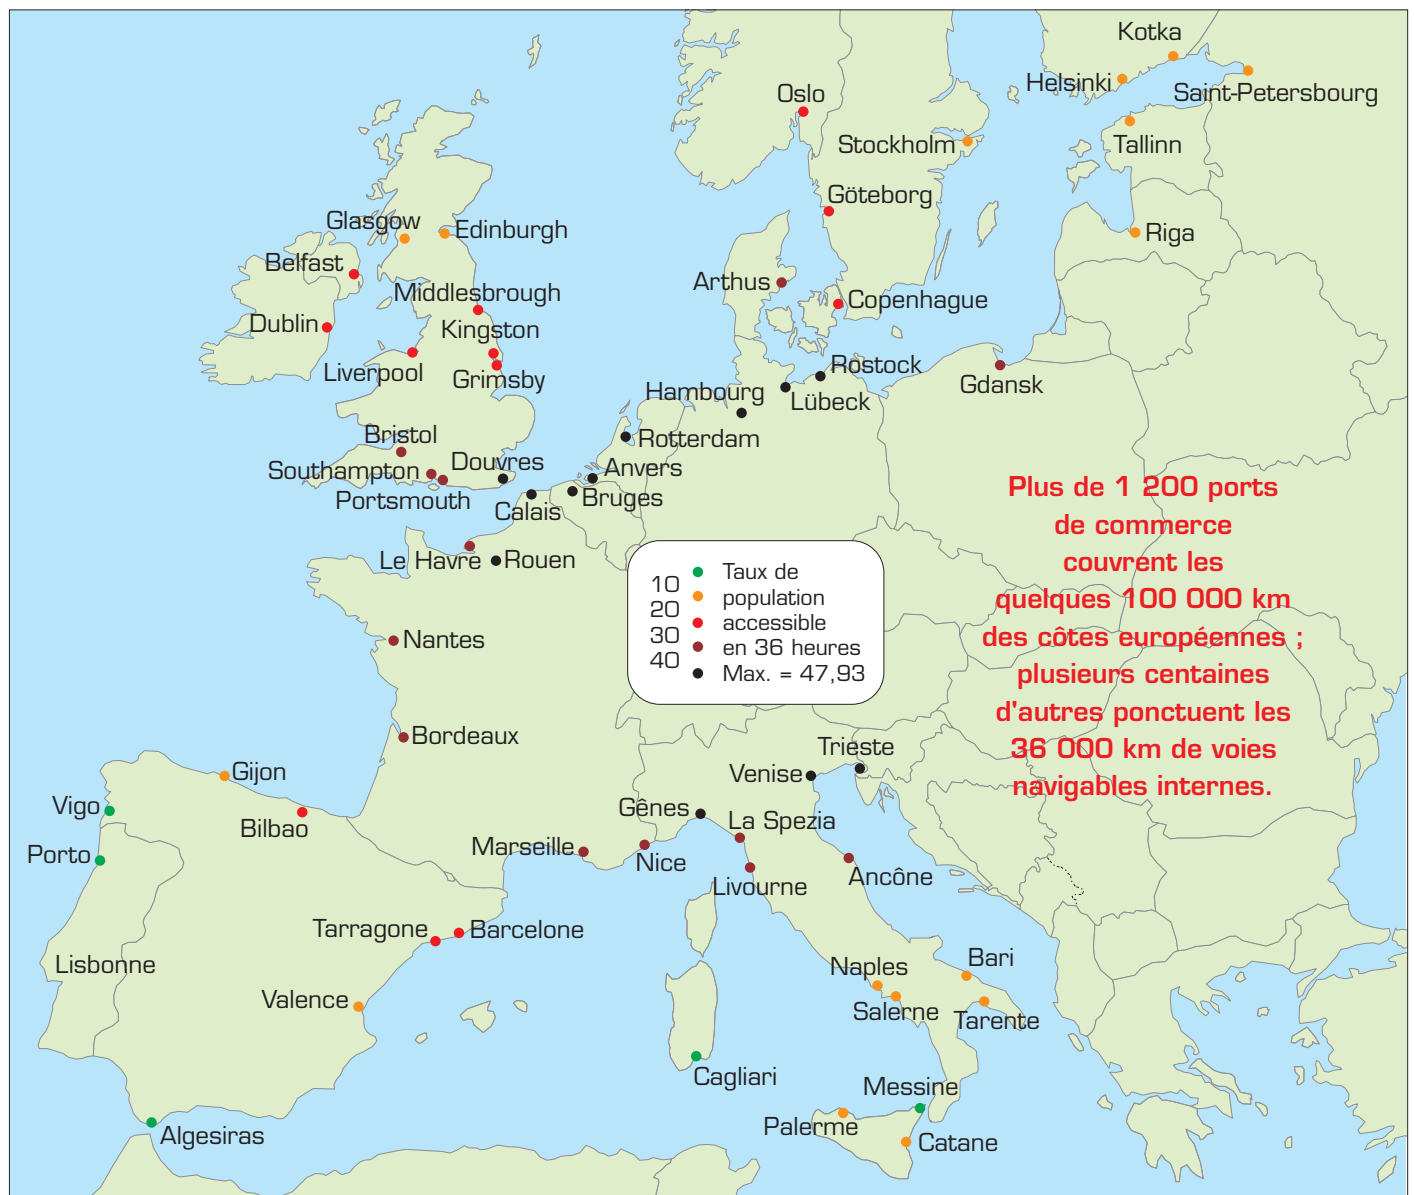 Kotka
Helsinki
Saint-Petersbourg
Oslo
Tallinn
Stockholm
Göteborg
Glasgow
Edinburgh
Riga
Belfast
Arthus
Middlesbrough
Copenhague
Dublin
Kingston
Liverpool
Grimsby
Rostock
Gdansk
Hambourg
Lübeck
Bristol
Rotterdam
Southampton
Douvres
Anvers
Portsmouth
Calais
Bruges
Le Havre
Rouen
Plus de 1 200 ports
de commerce
couvrent les
quelques 100 000 km
des côtes européennes ;
plusieurs centaines
d'autres ponctuent les
36 000 km de voies
navigables internes.
10
20
30
40
Taux de
population
accessible
en 36 heures
Max. = 47,93
Nantes
Bordeaux
Trieste
Venise
Gijon
Vigo
Bilbao
Gênes
La Spezia
Porto
Marseille
Nice
Livourne
Ancône
Tarragone
Barcelone
Lisbonne
Valence
Naples
Bari
Salerne
Tarente
Cagliari
Messine
Palerme
Catane
Algesiras